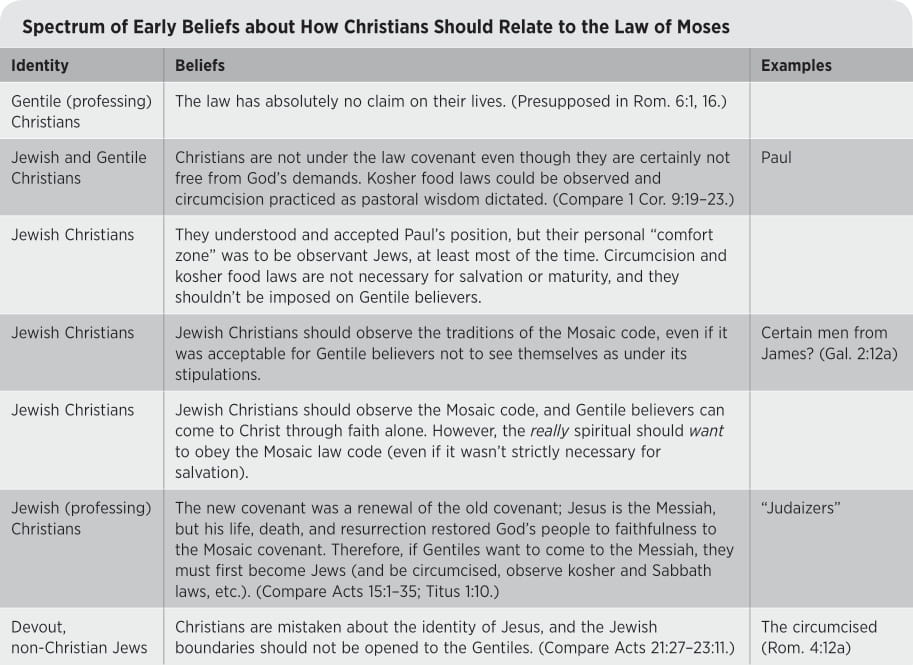 Spectrum of Early Beliefs about How Christians Should Relate to the Law of Moses
Identity
Beliefs
Examples
Gentile (professing)
Christians
The law has absolutely no claim on their lives. (Presupposed in Rom. 6:1, 16.)
Jewish and Gentile
Christians
Christians are not under the law covenant even though they are certainly not
free from God’s demands. Kosher food laws could be observed and
circumcision practiced as pastoral wisdom dictated. (Compare 1 Cor. 9:19–23.)
Paul
Jewish Christians
They understood and accepted Paul’s position, but their personal “comfort
zone” was to be observant Jews, at least most of the time. Circumcision and
kosher food laws are not necessary for salvation or maturity, and they
shouldn’t be imposed on Gentile believers.
Jewish Christians
Jewish Christians should observe the traditions of the Mosaic code, even if it
was acceptable for Gentile believers not to see themselves as under its
stipulations.
Certain men from
James? (Gal. 2:12a)
Jewish Christians
Jewish Christians should observe the Mosaic code, and Gentile believers can
come to Christ through faith alone. However, the really spiritual should want
to obey the Mosaic law code (even if it wasn’t strictly necessary for
salvation).
Jewish (professing)
Christians
The new covenant was a renewal of the old covenant; Jesus is the Messiah,
but his life, death, and resurrection restored God’s people to faithfulness to
the Mosaic covenant. Therefore, if Gentiles want to come to the Messiah, they
must first become Jews (and be circumcised, observe kosher and Sabbath
laws, etc.). (Compare Acts 15:1–35; Titus 1:10.)
“Judaizers”
Devout,
non-Christian Jews
Christians are mistaken about the identity of Jesus, and the Jewish
boundaries should not be opened to the Gentiles. (Compare Acts 21:27–23:11.)
The circumcised
(Rom. 4:12a)